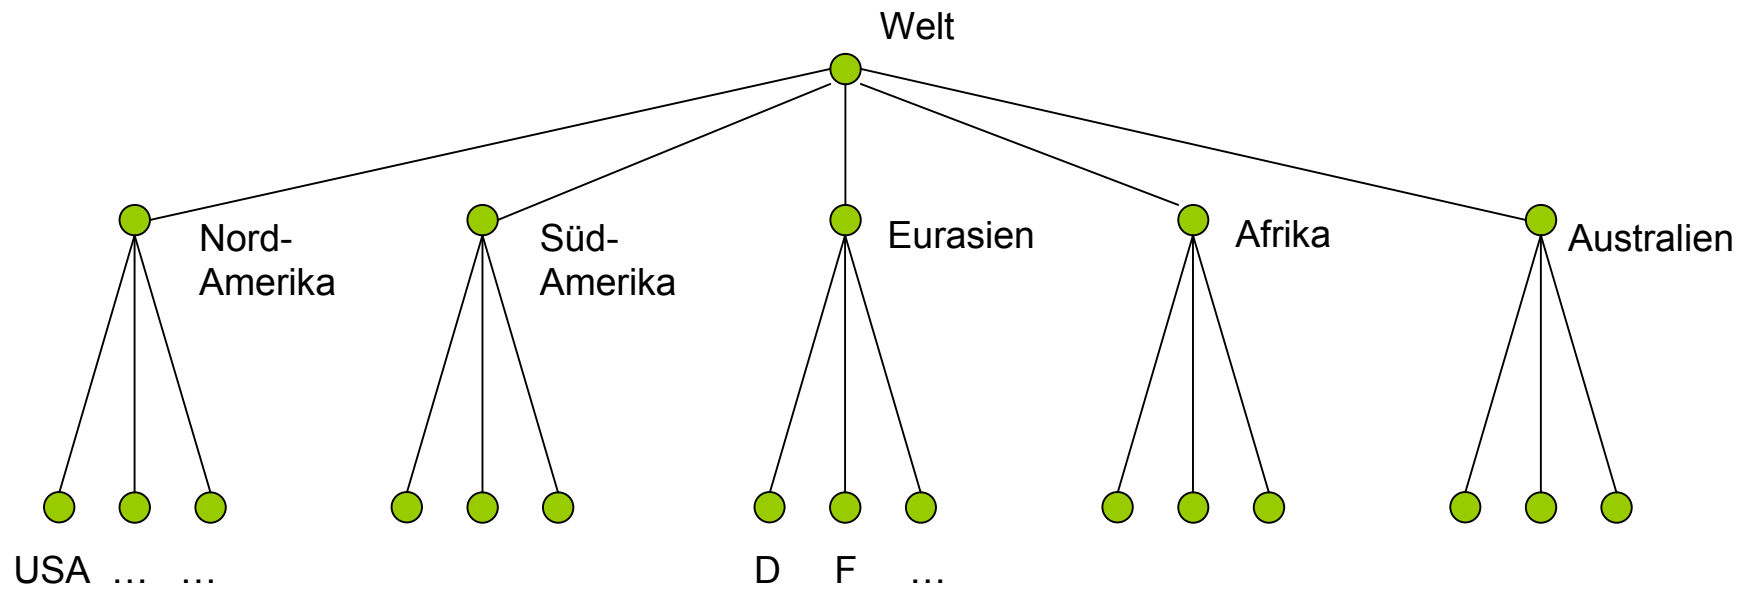 Welt
Nord-
Amerika
Süd-
Amerika
Eurasien
Afrika
Australien
USA … …
D F …